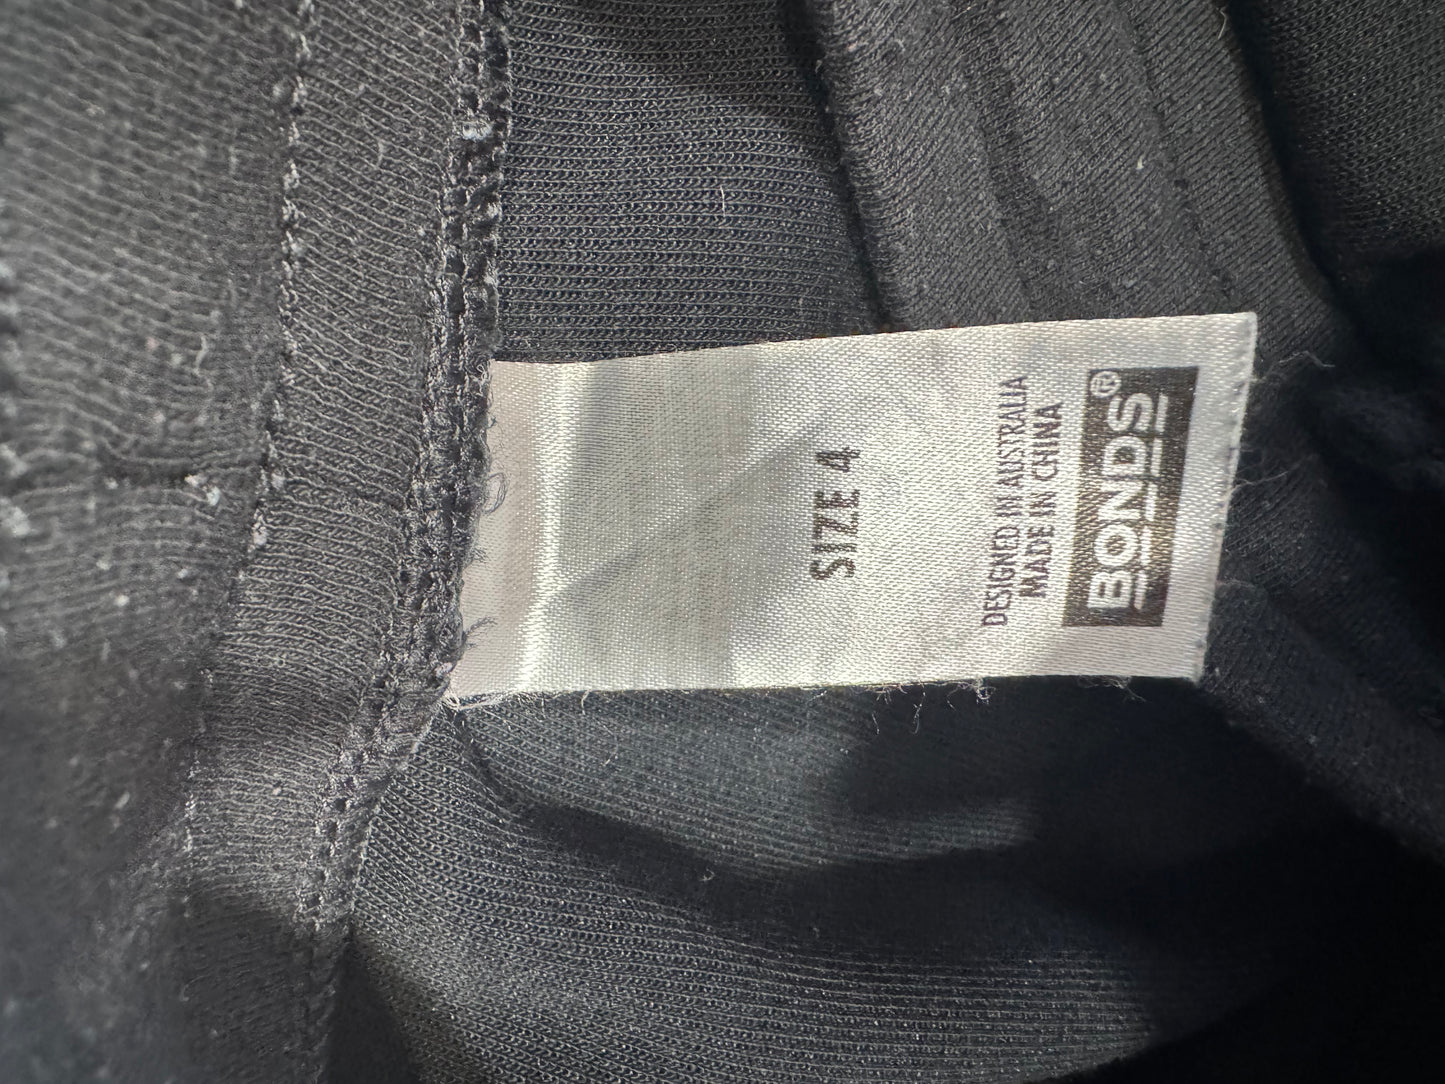 BONDS®
DESIGNED IN AUSTRALIA
MADE IN CHINA
SIZE 4